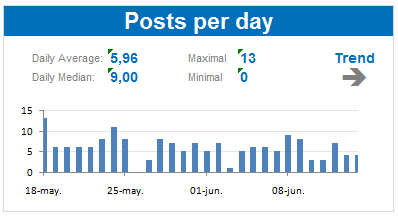 Posts per day
Daily Average: 5,96 Maximal 13 Trend
Daily Median: 9,00 Minimal 0
15
10
5
0
18-may. 25-may. 01-jun. 08-jun.